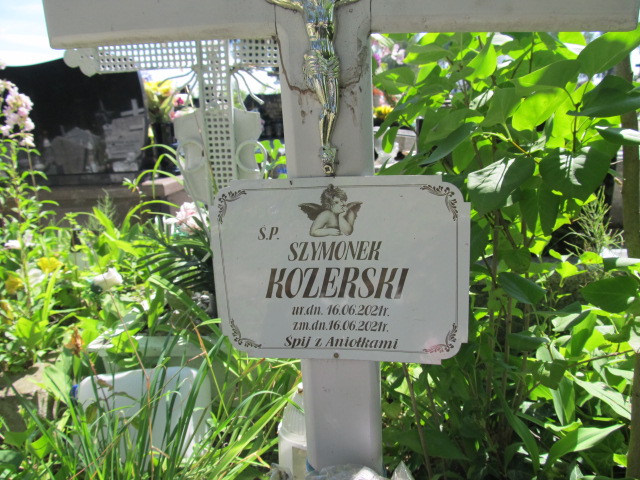 Ś.P.
SZYMONEK
KOZERSKI
ur.dn. 16.06.2021r.
zm.dn.16.06.2021r.
Śpij z Aniołkami